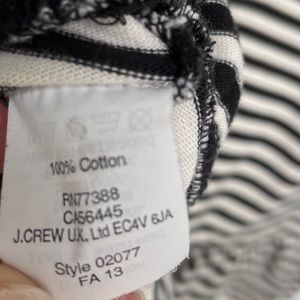 100% Cotton
RN77388
CA56445
J.CREW U.K. Ltd EC4V 6JA
Style 02077
FA 13